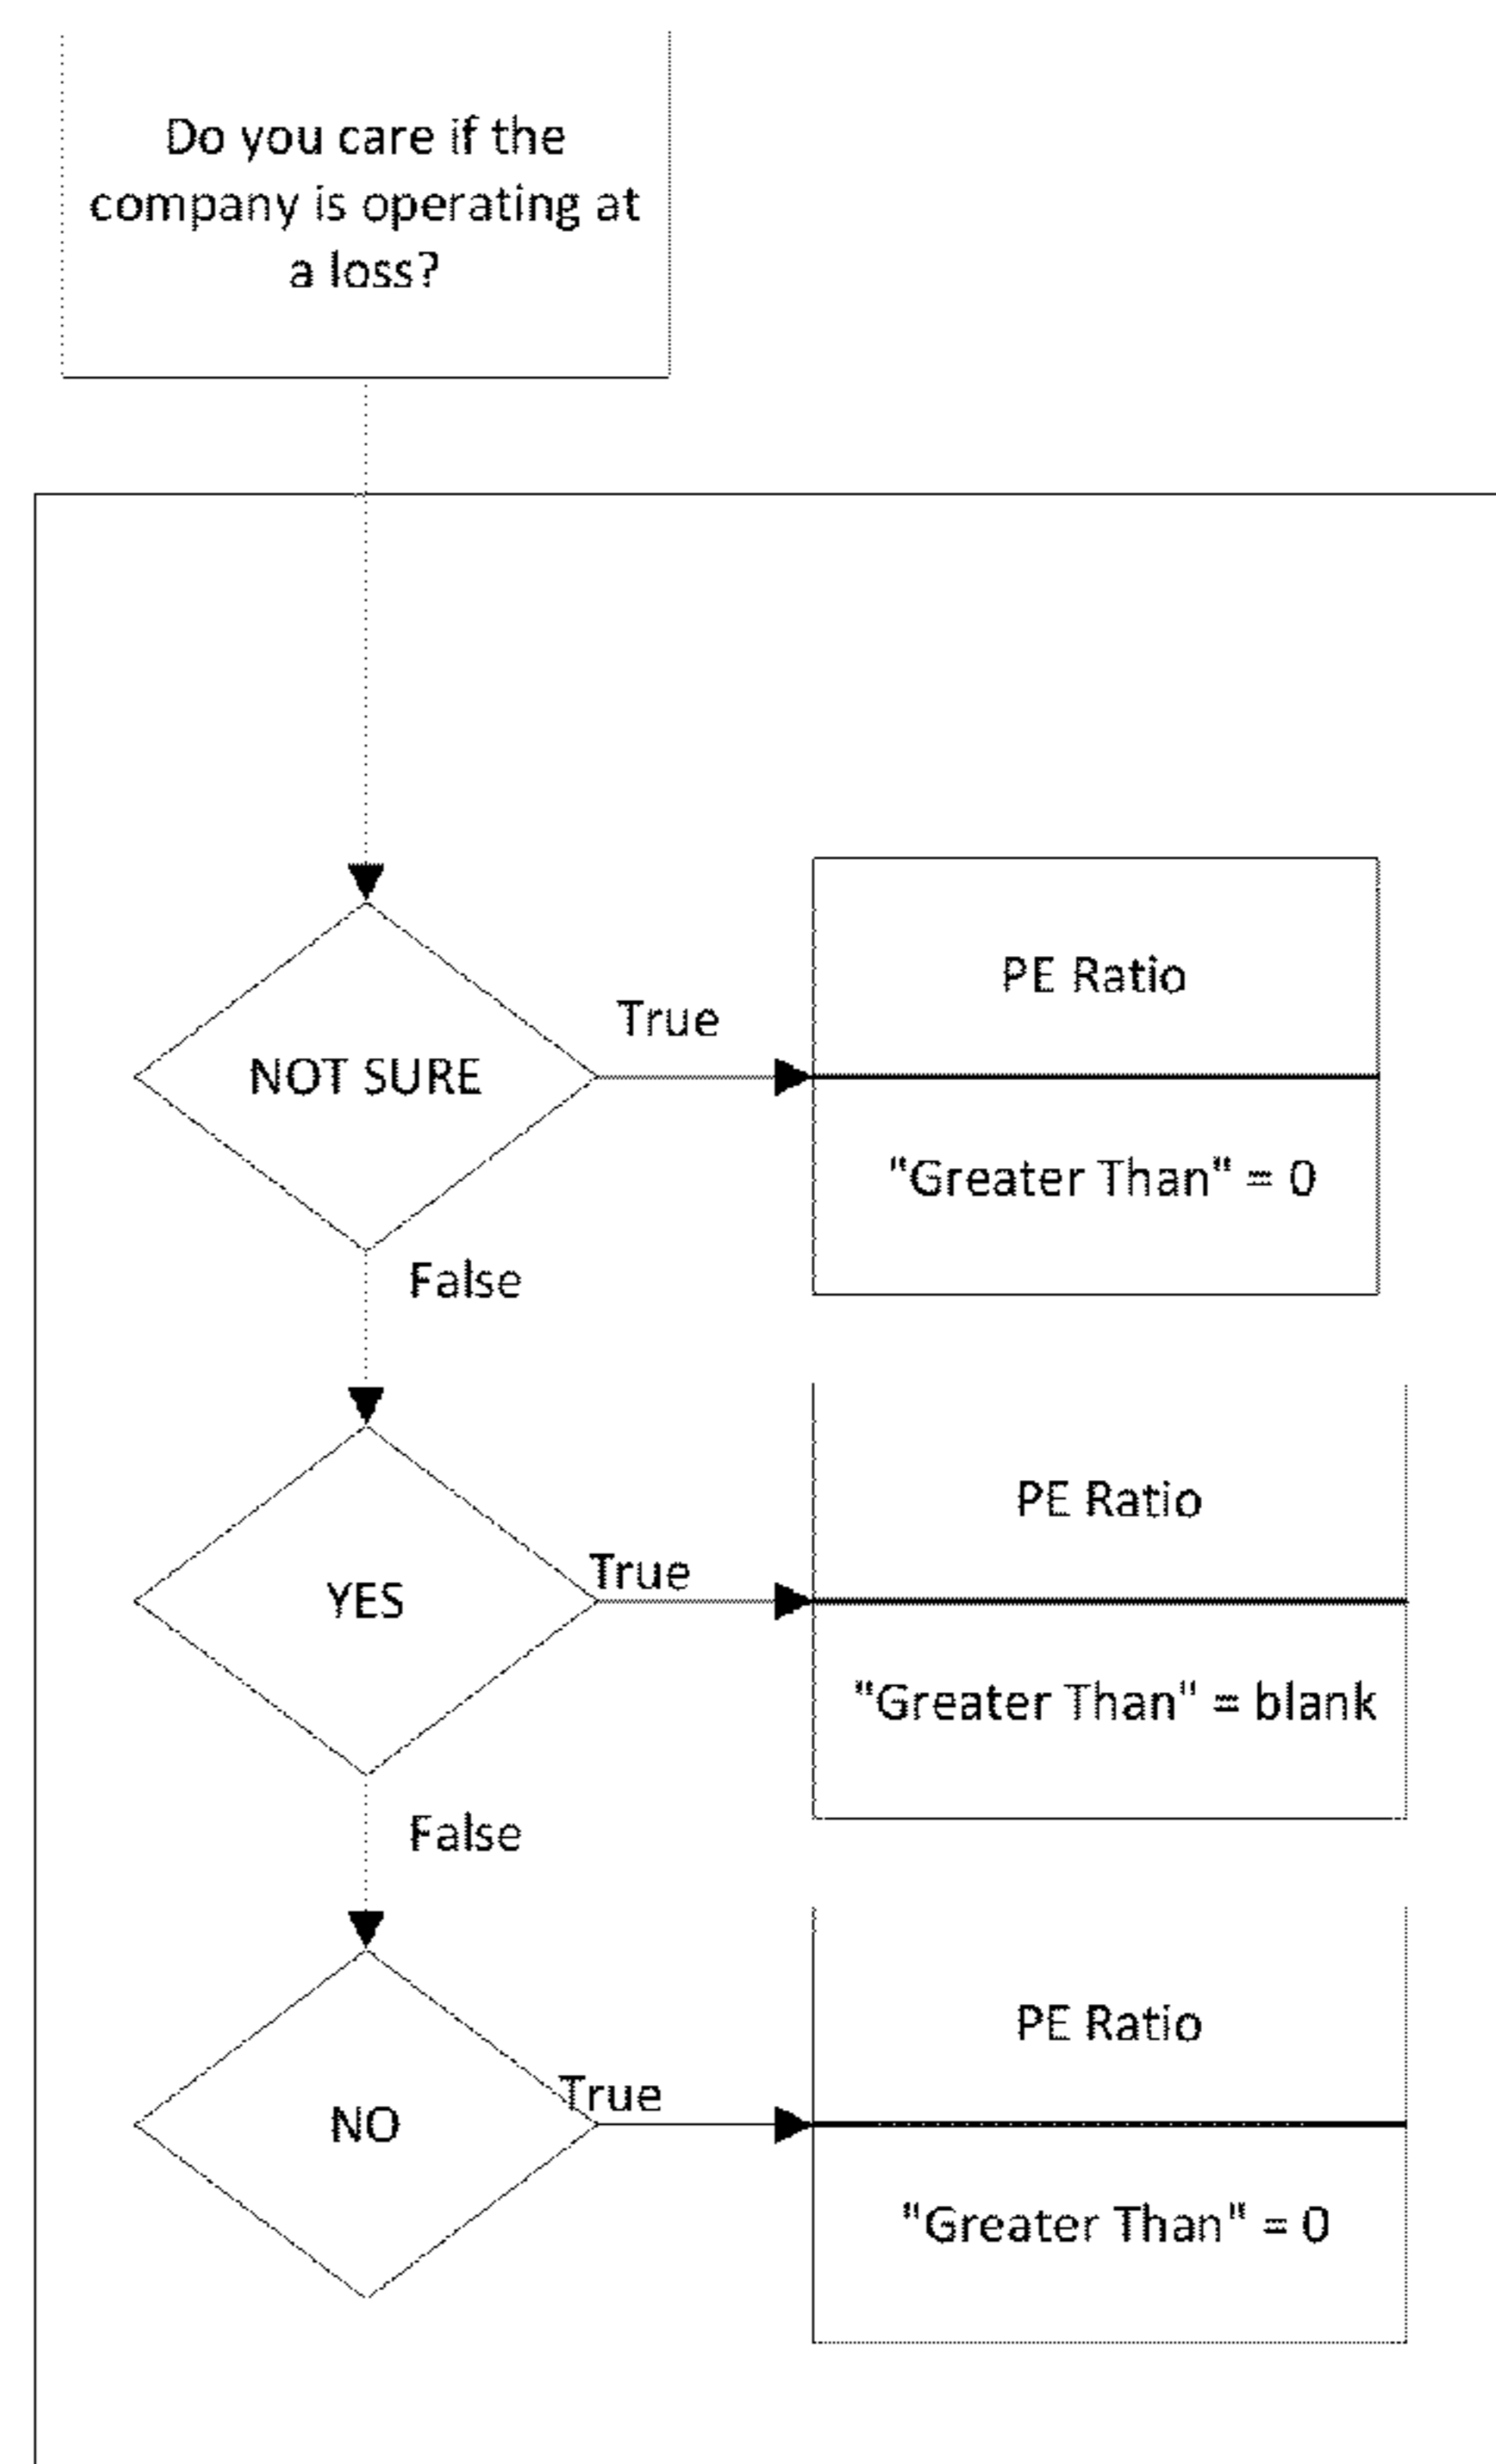 Do you care if the
company is operating at
a loss?
NOT SURE
True
PE Ratio
"Greater Than" = 0
False
YES
True
PE Ratio
"Greater Than" = blank
False
NO
True
PE Ratio
"Greater Than" = 0